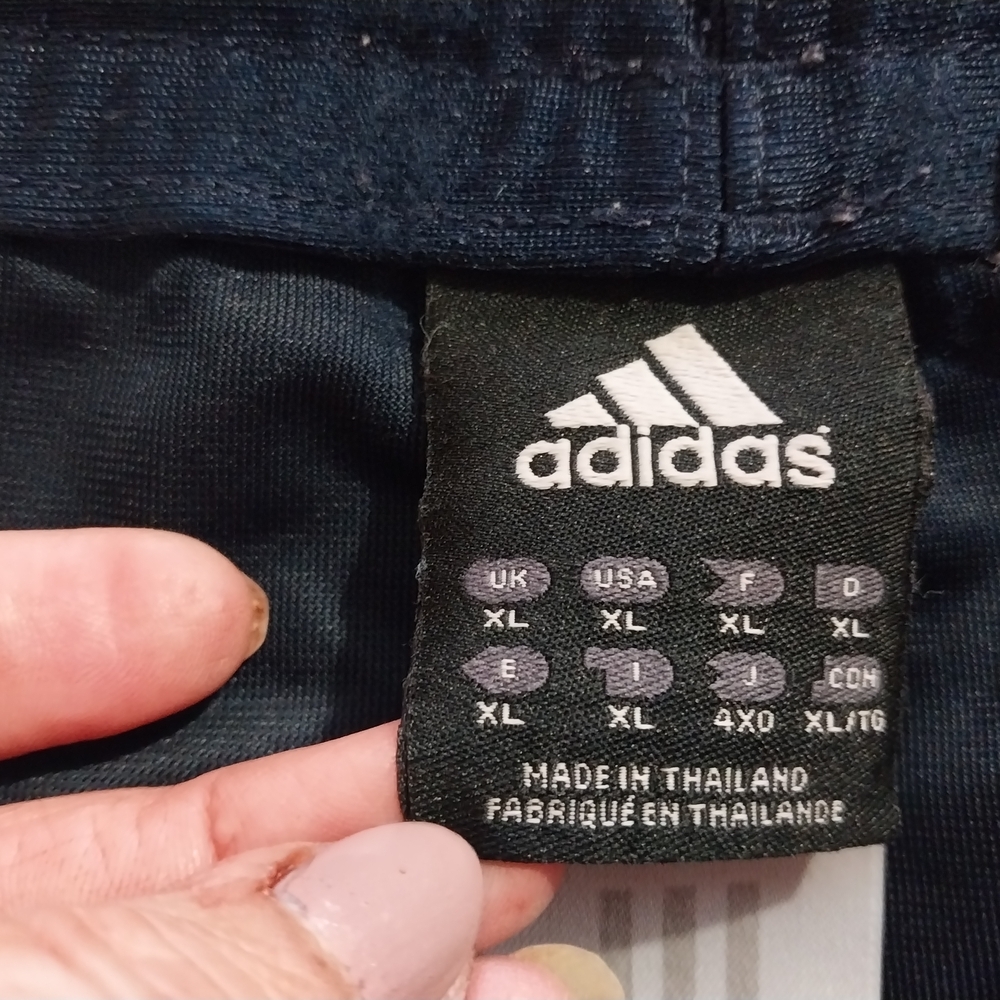 adidas
UK USA F D
XL XL XL XL
E I J CDN
XL XL 4XO XL/TG
MADE IN THAILAND
FABRIQUÉ EN THAILANDE